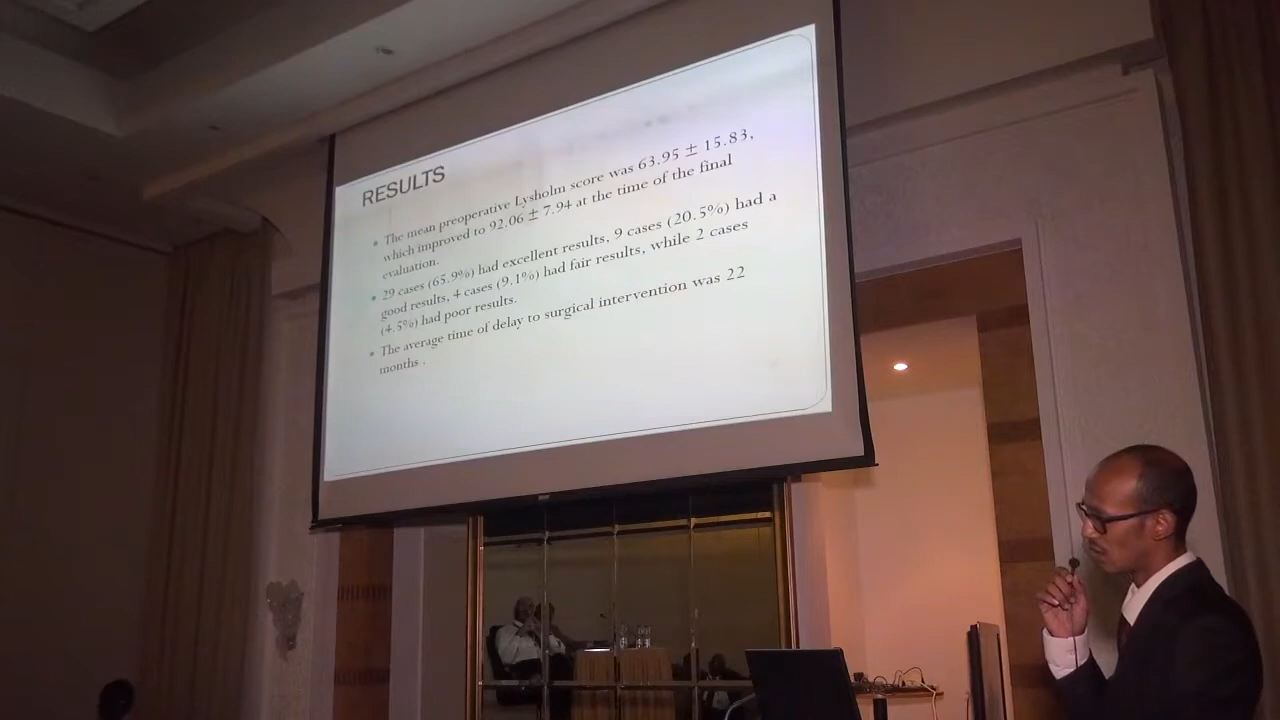 RESULTS
• The mean preoperative Lysholm score was 63.95 ± 15.83,
which improved to 92.06 ± 7.94 at the time of the final
evaluation.
• 29 cases (65.9%) had excellent results, 9 cases (20.5%) had a
good results, 4 cases (9.1%) had fair results, while 2 cases
(4.5%) had poor results.
• The average time of delay to surgical intervention was 22
months .